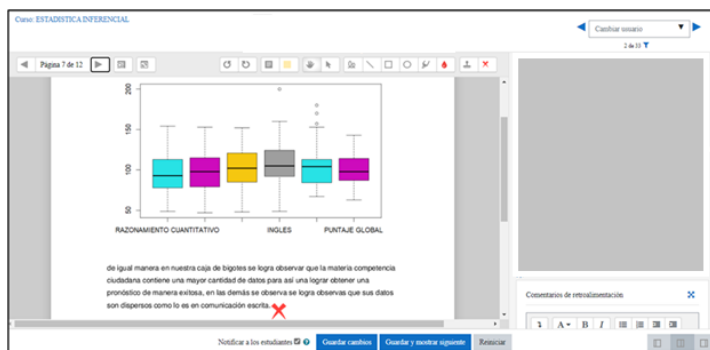 Curso: ESTADISTICA INFERENCIAL
Cambiar usuario
2 de 10
Página 7 de 12
200
150
100
50
RAZONAMIENTO CUANTITATIVO INGLES PUNTAJE GLOBAL
de igual manera en nuestra caja de bigotes se logra observar que la materia competencia
ciudadana contiene una mayor cantidad de datos para asi una lograr obtener una
pronóstico de manera exitosa, en las demás se observa se logra observas que sus datos
son dispersos como lo es en comunicación escrita.
Comentarios de retroalimentación
A B I
Notificar a los estudiantes Guardar cambios Guardar y mostrar siguiente Reiniciar